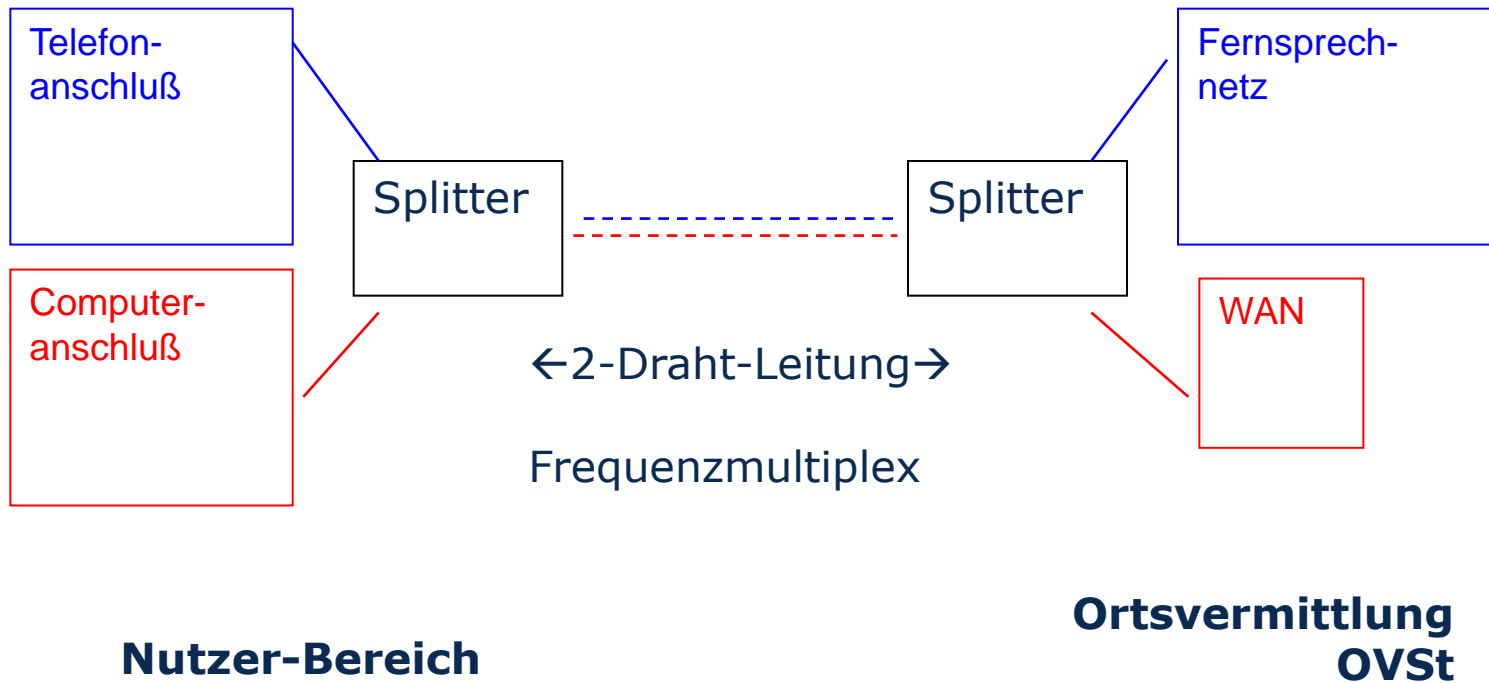 Telefon-
anschluß
Fernsprech-
netz
Splitter
Splitter
Computer-
anschluß
WAN
←2-Draht-Leitung→
Frequenzmultiplex
Nutzer-Bereich
Ortsvermittlung
OVSt